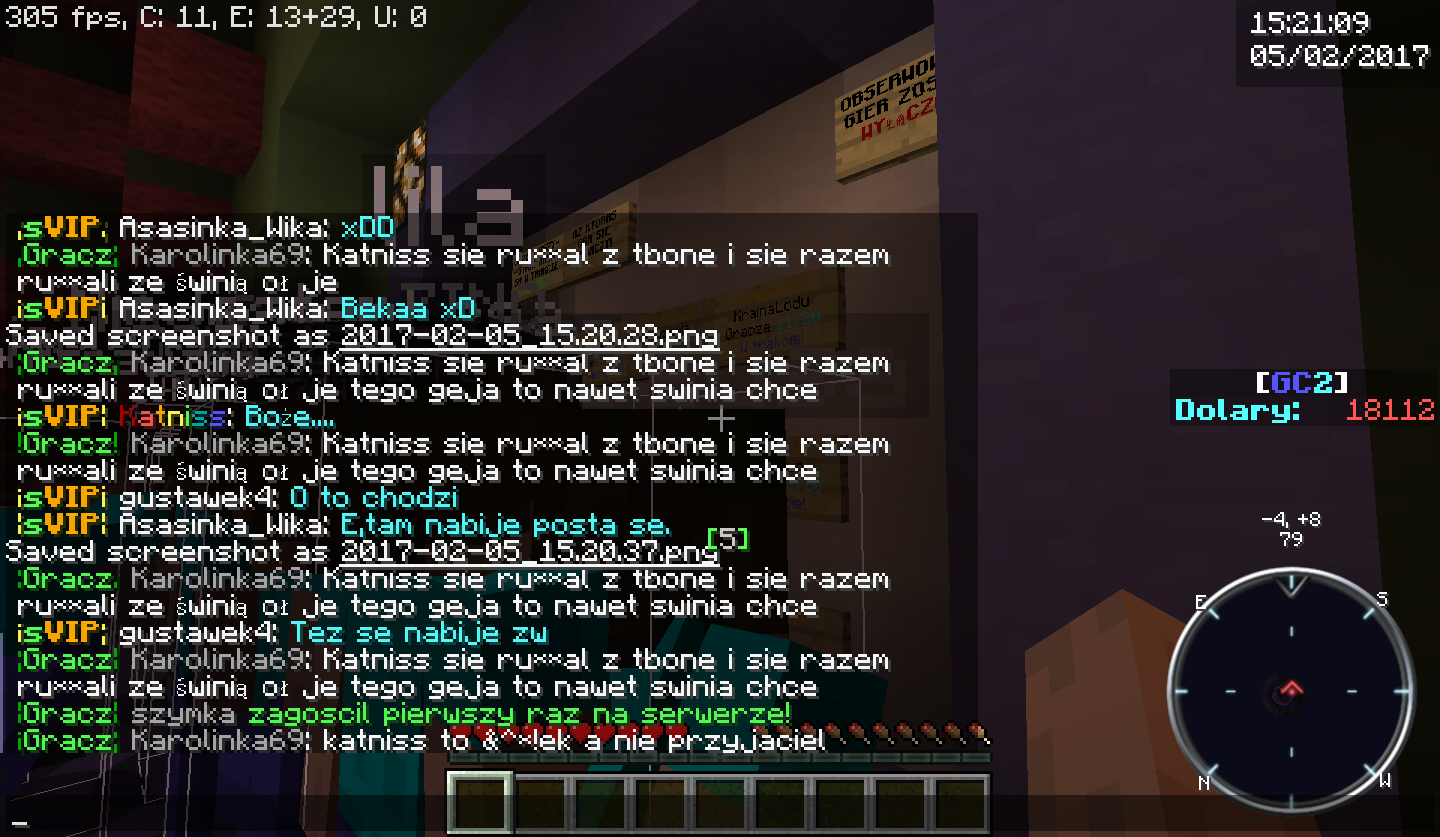 305 fps, C: 11, E: 13+29, U: 0
15:21:09
05/02/2017
OBSERWOW
GIER ZOS
WYŁĄCZ
sVIP Asasinka_Wika: xDD
Gracz Karolinka69: Katniss sie ru**al z tbone i sie razem
ru**ali ze świnią oł je
sVIP Asasinka_Wika: Bekaa xD
Saved screenshot as 2017-02-05_15.20.28.png
Gracz Karolinka69: Katniss sie ru**al z tbone i sie razem
ru**ali ze świnią oł je tego geja to nawet swinia chce
sVIP Katniss: Boże....
Gracz Karolinka69: Katniss sie ru**al z tbone i sie razem
ru**ali ze świnią oł je tego geja to nawet swinia chce
sVIP gustawek4: O to chodzi
sVIP Asasinka_Wika: E,tam nabije posta se.
[5]
Saved screenshot as 2017-02-05_15.20.37.png
Gracz Karolinka69: Katniss sie ru**al z tbone i sie razem
ru**ali ze świnią oł je tego geja to nawet swinia chce
sVIP gustawek4: Tez se nabije zw
Gracz Karolinka69: Katniss sie ru**al z tbone i sie razem
ru**ali ze świnią oł je tego geja to nawet swinia chce
Gracz szymka zagoscil pierwszy raz na serwerze!
Gracz Karolinka69: katniss to &**!ek a nie przyjaciel
KrainaLodu
Gracze
W trakcie!
[GC2]
Dolary: 18112
-4, +8
79
E
S
N
W